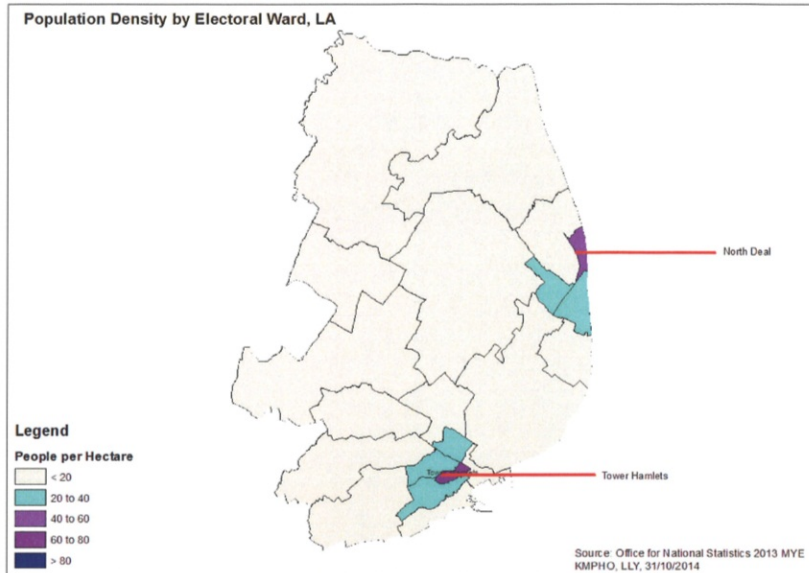 Population Density by Electoral Ward, LA
North Deal
Tower Hamlets
Legend
People per Hectare
< 20
20 to 40
40 to 60
60 to 80
> 80
Source: Office for National Statistics 2013 MYE
KMPHO, LLY, 31/10/2014